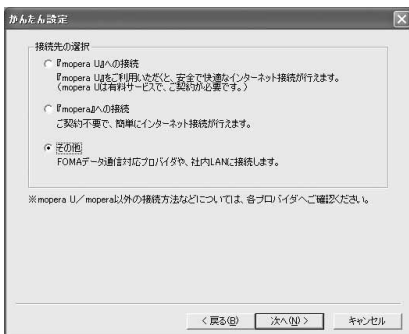 かんたん設定
接続先の選択
『mopera U』への接続
『mopera U』をご利用いただくと、安全で快適なインターネット接続が行えます。
(mopera Uは有料サービスで、ご契約が必要です。)
『mopera』への接続
ご契約不要で、簡単にインターネット接続が行えます。
その他
FOMAデータ通信対応プロバイダや、社内LANに接続します。
※mopera U／mopera以外の接続方法などについては、各プロバイダへご確認ください。
< 戻る(B)
次へ(N) >
キャンセル